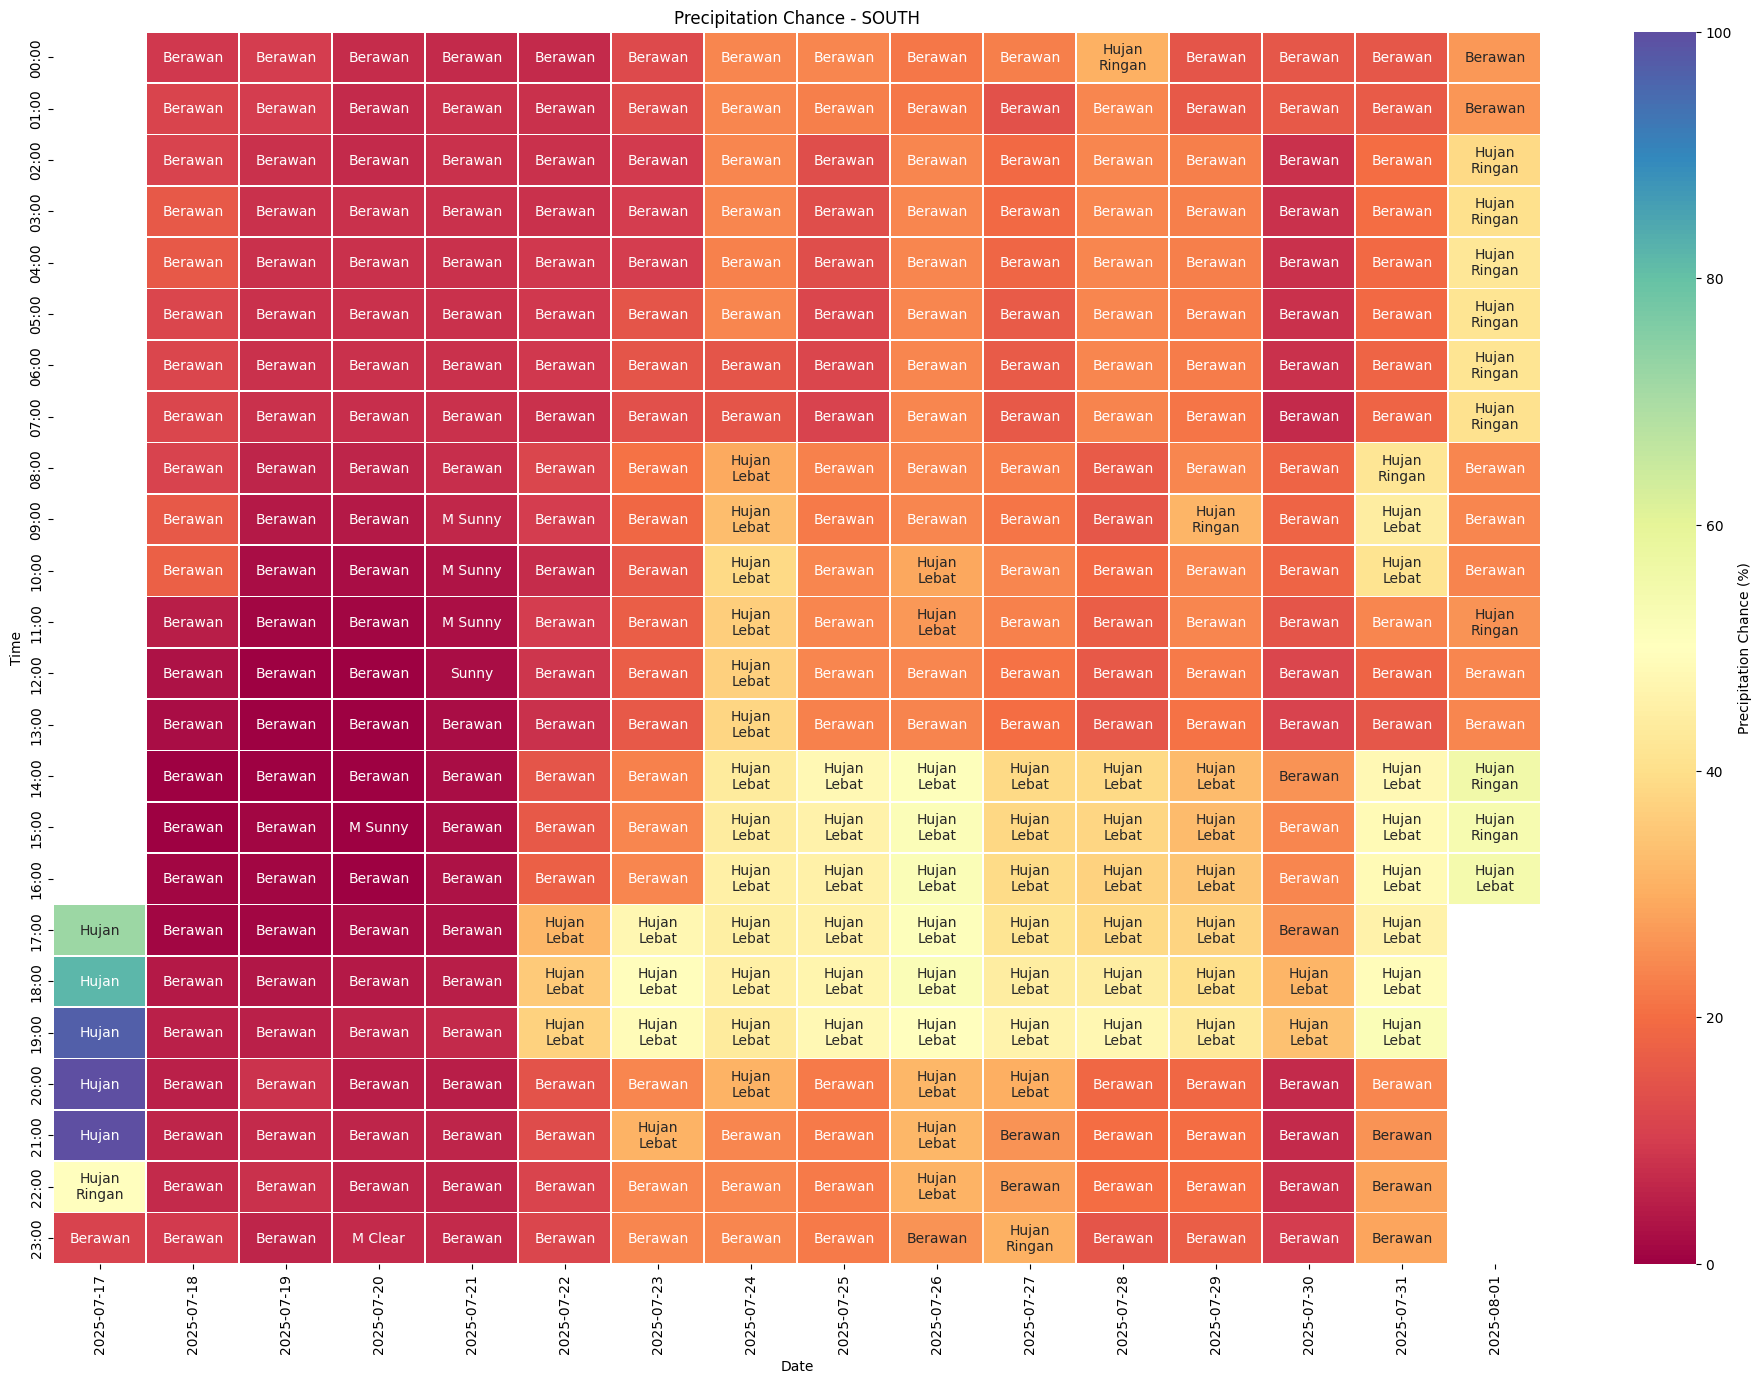 Precipitation Chance - SOUTH
00:00 Berawan Berawan Berawan Berawan Berawan Berawan Berawan Berawan Berawan Berawan Hujan Ringan Berawan Berawan Berawan Berawan
01:00 Berawan Berawan Berawan Berawan Berawan Berawan Berawan Berawan Berawan Berawan Berawan Berawan Berawan Berawan Berawan
02:00 Berawan Berawan Berawan Berawan Berawan Berawan Berawan Berawan Berawan Berawan Berawan Berawan Berawan Berawan Hujan Ringan
03:00 Berawan Berawan Berawan Berawan Berawan Berawan Berawan Berawan Berawan Berawan Berawan Berawan Berawan Berawan Hujan Ringan
04:00 Berawan Berawan Berawan Berawan Berawan Berawan Berawan Berawan Berawan Berawan Berawan Berawan Berawan Berawan Hujan Ringan
05:00 Berawan Berawan Berawan Berawan Berawan Berawan Berawan Berawan Berawan Berawan Berawan Berawan Berawan Berawan Hujan Ringan
06:00 Berawan Berawan Berawan Berawan Berawan Berawan Berawan Berawan Berawan Berawan Berawan Berawan Berawan Berawan Hujan Ringan
07:00 Berawan Berawan Berawan Berawan Berawan Berawan Berawan Berawan Berawan Berawan Berawan Berawan Berawan Berawan Hujan Ringan
08:00 Berawan Berawan Berawan Berawan Berawan Berawan Hujan Lebat Berawan Berawan Berawan Berawan Berawan Berawan Hujan Ringan Berawan
09:00 Berawan Berawan Berawan M Sunny Berawan Berawan Hujan Lebat Berawan Berawan Berawan Berawan Hujan Ringan Berawan Hujan Lebat Berawan
10:00 Berawan Berawan Berawan M Sunny Berawan Berawan Hujan Lebat Berawan Hujan Lebat Berawan Berawan Berawan Berawan Hujan Lebat Berawan
11:00 Berawan Berawan Berawan M Sunny Berawan Berawan Hujan Lebat Berawan Hujan Lebat Berawan Berawan Berawan Berawan Berawan Hujan Ringan
12:00 Berawan Berawan Berawan Sunny Berawan Berawan Hujan Lebat Berawan Berawan Berawan Berawan Berawan Berawan Berawan Berawan
13:00 Berawan Berawan Berawan Berawan Berawan Berawan Hujan Lebat Berawan Berawan Berawan Berawan Berawan Berawan Berawan Berawan
14:00 Berawan Berawan Berawan Berawan Berawan Berawan Hujan Lebat Hujan Lebat Hujan Lebat Hujan Lebat Hujan Lebat Hujan Lebat Berawan Hujan Lebat Hujan Ringan
15:00 Berawan Berawan M Sunny Berawan Berawan Berawan Hujan Lebat Hujan Lebat Hujan Lebat Hujan Lebat Hujan Lebat Hujan Lebat Berawan Hujan Lebat Hujan Ringan
16:00 Berawan Berawan Berawan Berawan Berawan Berawan Hujan Lebat Hujan Lebat Hujan Lebat Hujan Lebat Hujan Lebat Hujan Lebat Berawan Hujan Lebat Hujan Lebat
17:00 Hujan Berawan Berawan Berawan Berawan Hujan Lebat Hujan Lebat Hujan Lebat Hujan Lebat Hujan Lebat Hujan Lebat Hujan Lebat Hujan Lebat Berawan Hujan Lebat
18:00 Hujan Berawan Berawan Berawan Berawan Hujan Lebat Hujan Lebat Hujan Lebat Hujan Lebat Hujan Lebat Hujan Lebat Hujan Lebat Hujan Lebat Hujan Lebat Hujan Lebat
19:00 Hujan Berawan Berawan Berawan Berawan Hujan Lebat Hujan Lebat Hujan Lebat Hujan Lebat Hujan Lebat Hujan Lebat Hujan Lebat Hujan Lebat Hujan Lebat Hujan Lebat
20:00 Hujan Berawan Berawan Berawan Berawan Berawan Berawan Hujan Lebat Berawan Hujan Lebat Hujan Lebat Berawan Berawan Berawan Berawan
21:00 Hujan Berawan Berawan Berawan Berawan Berawan Hujan Lebat Berawan Berawan Hujan Lebat Berawan Berawan Berawan Berawan Berawan
22:00 Hujan Ringan Berawan Berawan Berawan Berawan Berawan Berawan Berawan Berawan Hujan Lebat Berawan Berawan Berawan Berawan Berawan
23:00 Berawan Berawan Berawan M Clear Berawan Berawan Berawan Berawan Berawan Berawan Hujan Ringan Berawan Berawan Berawan Berawan
Time
2025-07-17 2025-07-18 2025-07-19 2025-07-20 2025-07-21 2025-07-22 2025-07-23 2025-07-24 2025-07-25 2025-07-26 2025-07-27 2025-07-28 2025-07-29 2025-07-30 2025-07-31 2025-08-01
Date
100
80
60
40
20
0
Precipitation Chance (%)